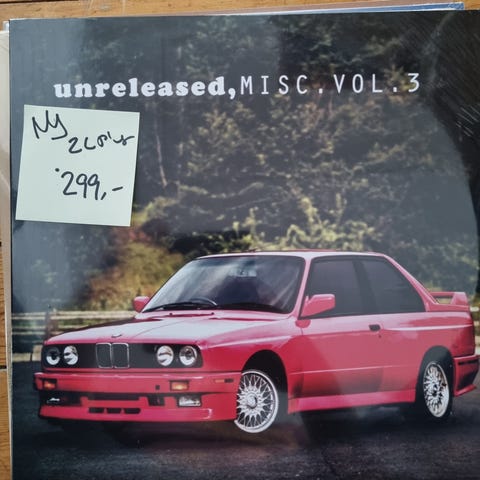 unreleased,MISC.VOL.3
Ny
2LP's
299,-